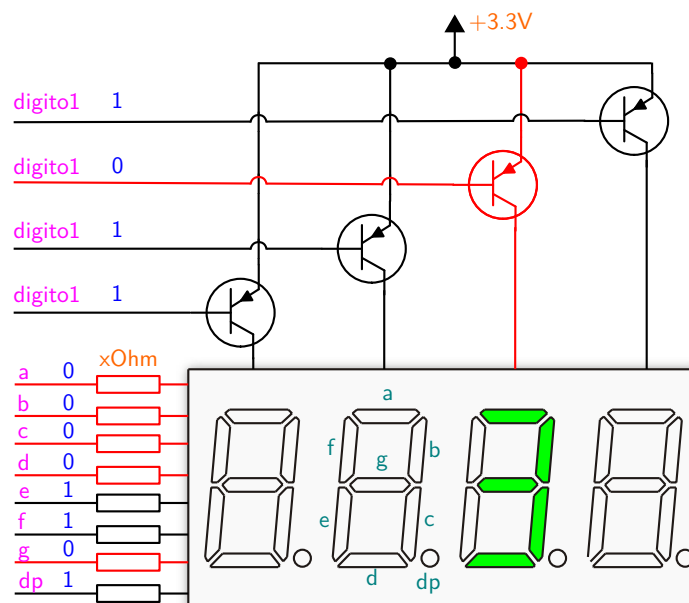 +3.3V
digito1 1
digito1 0
digito1 1
digito1 1
xOhm
a 0
b 0
c 0
d 0
e 1
f 1
g 0
dp 1
a
f b
g
e c
d dp